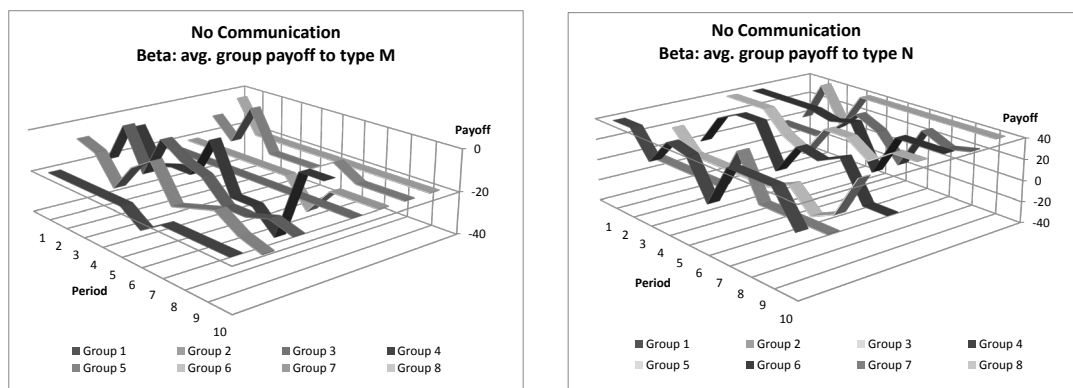 No Communication
Beta: avg. group payoff to type M
Payoff
0
-20
-40
1
2
3
4
5
6
7
8
9
10
Period
Group 1 Group 2 Group 3 Group 4
Group 5 Group 6 Group 7 Group 8
No Communication
Beta: avg. group payoff to type N
Payoff
40
20
0
-20
-40
1
2
3
4
5
6
7
8
9
10
Period
Group 1 Group 2 Group 3 Group 4
Group 5 Group 6 Group 7 Group 8